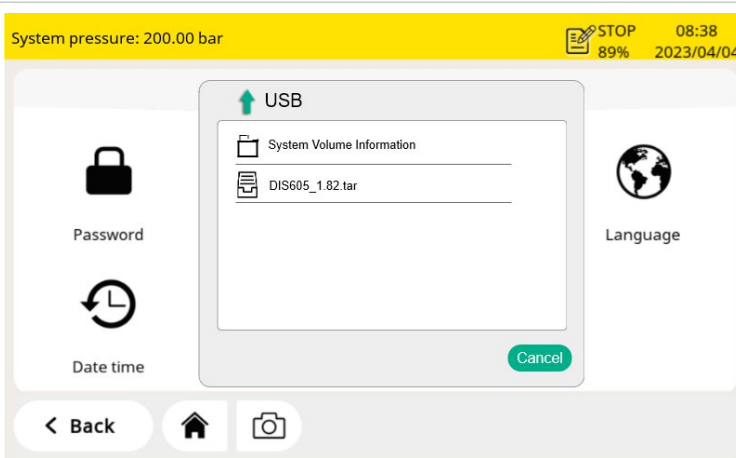 System pressure: 200.00 bar
STOP 08:38
89% 2023/04/04
USB
System Volume Information
DIS605_1.82.tar
Password
Language
Date time
Cancel
Back